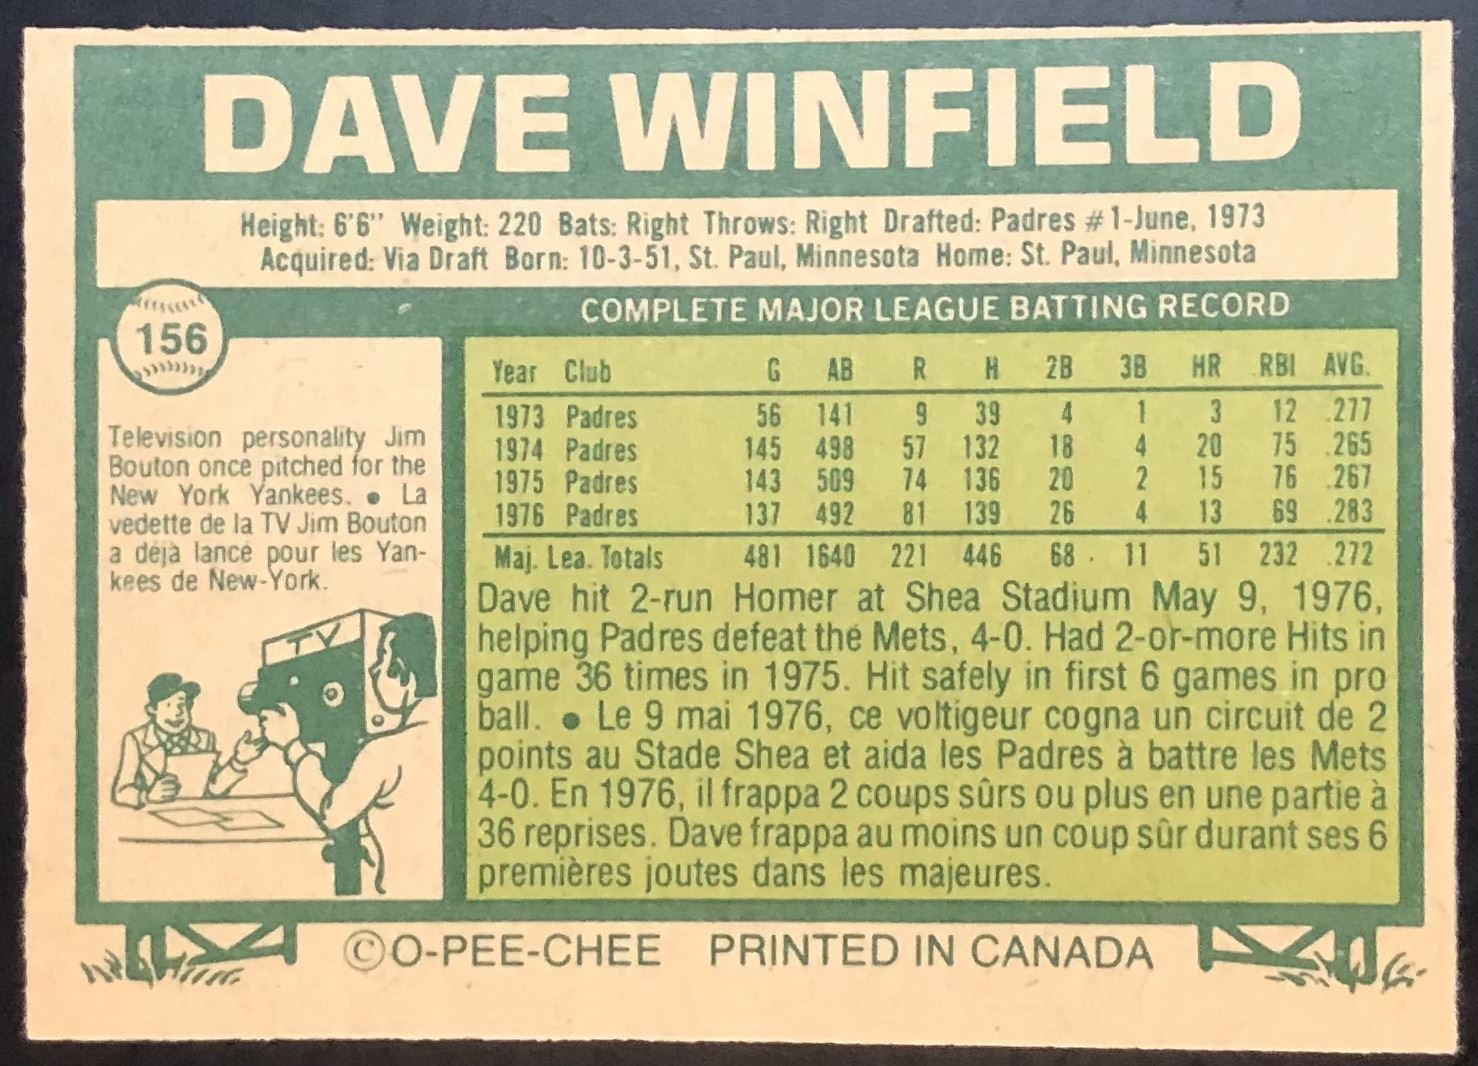 DAVE WINFIELD
Height: 6'6" Weight: 220 Bats: Right Throws: Right Drafted: Padres #1-June, 1973
Acquired: Via Draft Born: 10-3-51, St. Paul, Minnesota Home: St. Paul, Minnesota
156
Television personality Jim
Bouton once pitched for the
New York Yankees. ● La
vedette de la TV Jim Bouton
a déjà lancé pour les Yan-
kees de New-York.
TV
COMPLETE MAJOR LEAGUE BATTING RECORD
Year Club G AB R H 2B 3B HR RBI AVG.
1973 Padres 56 141 9 39 4 1 3 12 .277
1974 Padres 145 498 57 132 18 4 20 75 .265
1975 Padres 143 509 74 136 20 2 15 76 .267
1976 Padres 137 492 81 139 26 4 13 69 .283
Maj. Lea. Totals 481 1640 221 446 68 11 51 232 .272
Dave hit 2-run Homer at Shea Stadium May 9, 1976,
helping Padres defeat the Mets, 4-0. Had 2-or-more Hits in
game 36 times in 1975. Hit safely in first 6 games in pro
ball. ● Le 9 mai 1976, ce voltigeur cogna un circuit de 2
points au Stade Shea et aida les Padres à battre les Mets
4-0. En 1976, il frappa 2 coups sûrs ou plus en une partie à
36 reprises. Dave frappa au moins un coup sûr durant ses 6
premières joutes dans les majeures.
©O-PEE-CHEE PRINTED IN CANADA